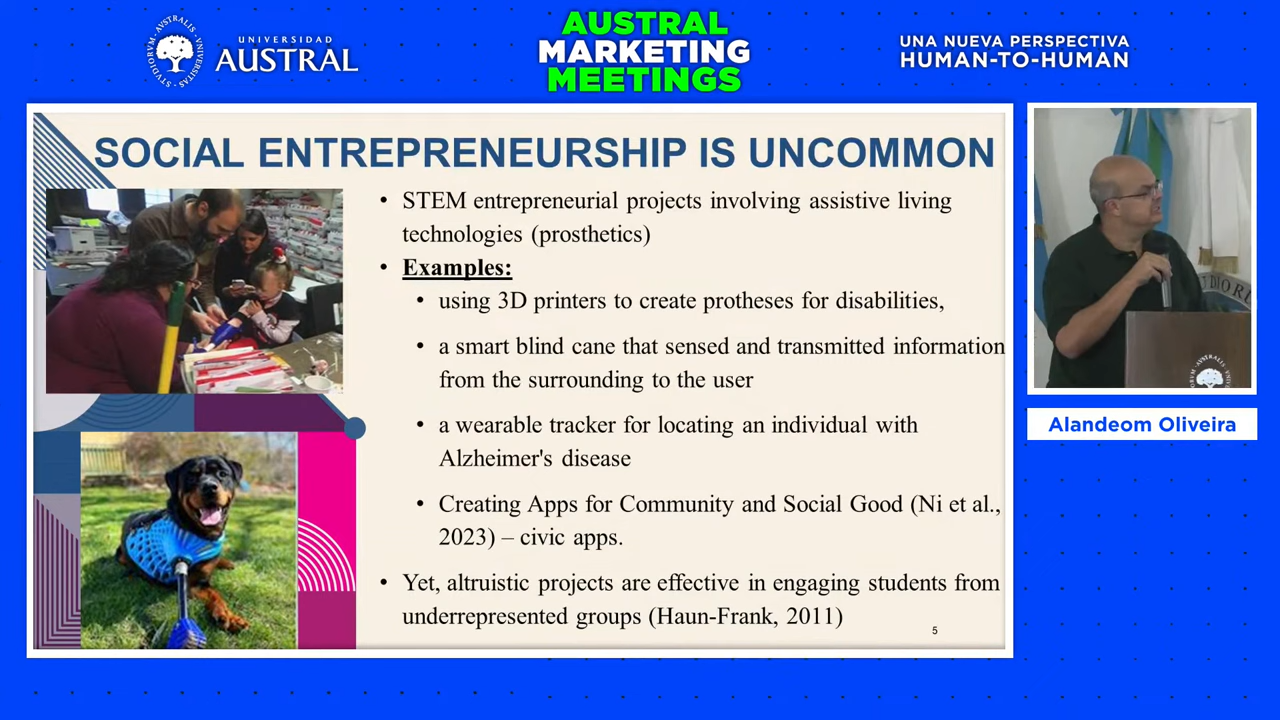 UNIVERSIDAD
AUSTRAL
STUDIORVM · AVSTRALIS · VNIVERSITAS
AUSTRAL
MARKETING
MEETINGS
UNA NUEVA PERSPECTIVA
HUMAN-TO-HUMAN
SOCIAL ENTREPRENEURSHIP IS UNCOMMON
• STEM entrepreneurial projects involving assistive living
technologies (prosthetics)
• Examples:
• using 3D printers to create protheses for disabilities,
• a smart blind cane that sensed and transmitted information
from the surrounding to the user
• a wearable tracker for locating an individual with
Alzheimer's disease
• Creating Apps for Community and Social Good (Ni et al.,
2023) – civic apps.
• Yet, altruistic projects are effective in engaging students from
underrepresented groups (Haun-Frank, 2011)
5
Alandeom Oliveira